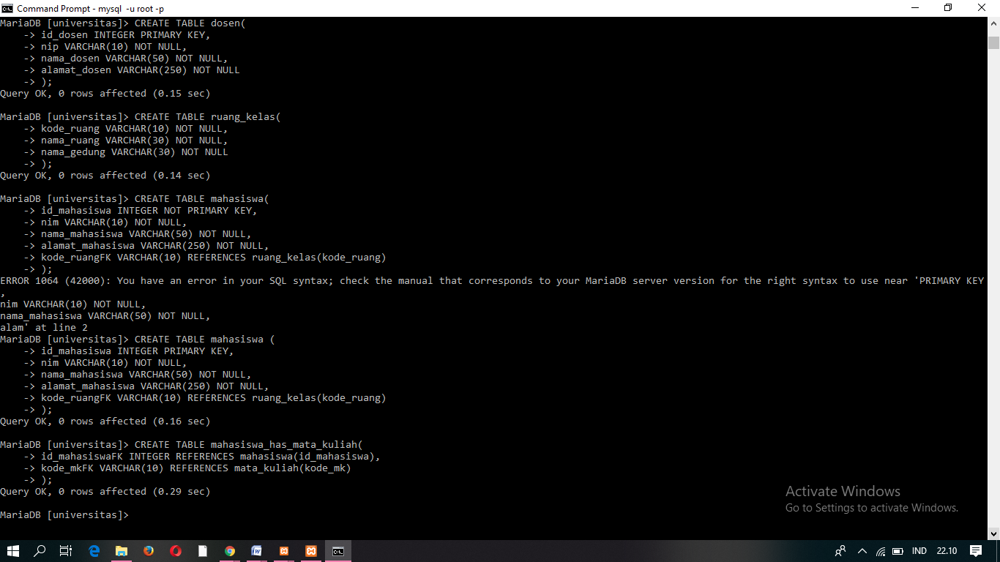 Command Prompt - mysql -u root -p
MariaDB [universitas]> CREATE TABLE dosen(
    -> id_dosen INTEGER PRIMARY KEY,
    -> nip VARCHAR(10) NOT NULL,
    -> nama_dosen VARCHAR(50) NOT NULL,
    -> alamat_dosen VARCHAR(250) NOT NULL
    -> );
Query OK, 0 rows affected (0.15 sec)

MariaDB [universitas]> CREATE TABLE ruang_kelas(
    -> kode_ruang VARCHAR(10) NOT NULL,
    -> nama_ruang VARCHAR(30) NOT NULL,
    -> nama_gedung VARCHAR(30) NOT NULL
    -> );
Query OK, 0 rows affected (0.14 sec)

MariaDB [universitas]> CREATE TABLE mahasiswa(
    -> id_mahasiswa INTEGER NOT PRIMARY KEY,
    -> nim VARCHAR(10) NOT NULL,
    -> nama_mahasiswa VARCHAR(50) NOT NULL,
    -> alamat_mahasiswa VARCHAR(250) NOT NULL,
    -> kode_ruangFK VARCHAR(10) REFERENCES ruang_kelas(kode_ruang)
    -> );
ERROR 1064 (42000): You have an error in your SQL syntax; check the manual that corresponds to your MariaDB server version for the right syntax to use near 'PRIMARY KEY
,
nim VARCHAR(10) NOT NULL,
nama_mahasiswa VARCHAR(50) NOT NULL,
alam' at line 2
MariaDB [universitas]> CREATE TABLE mahasiswa (
    -> id_mahasiswa INTEGER PRIMARY KEY,
    -> nim VARCHAR(10) NOT NULL,
    -> nama_mahasiswa VARCHAR(50) NOT NULL,
    -> alamat_mahasiswa VARCHAR(250) NOT NULL,
    -> kode_ruangFK VARCHAR(10) REFERENCES ruang_kelas(kode_ruang)
    -> );
Query OK, 0 rows affected (0.16 sec)

MariaDB [universitas]> CREATE TABLE mahasiswa_has_mata_kuliah(
    -> id_mahasiswaFK INTEGER REFERENCES mahasiswa(id_mahasiswa),
    -> kode_mkFK VARCHAR(10) REFERENCES mata_kuliah(kode_mk)
    -> );
Query OK, 0 rows affected (0.29 sec)

MariaDB [universitas]>
Activate Windows
Go to Settings to activate Windows.
IND 22.10